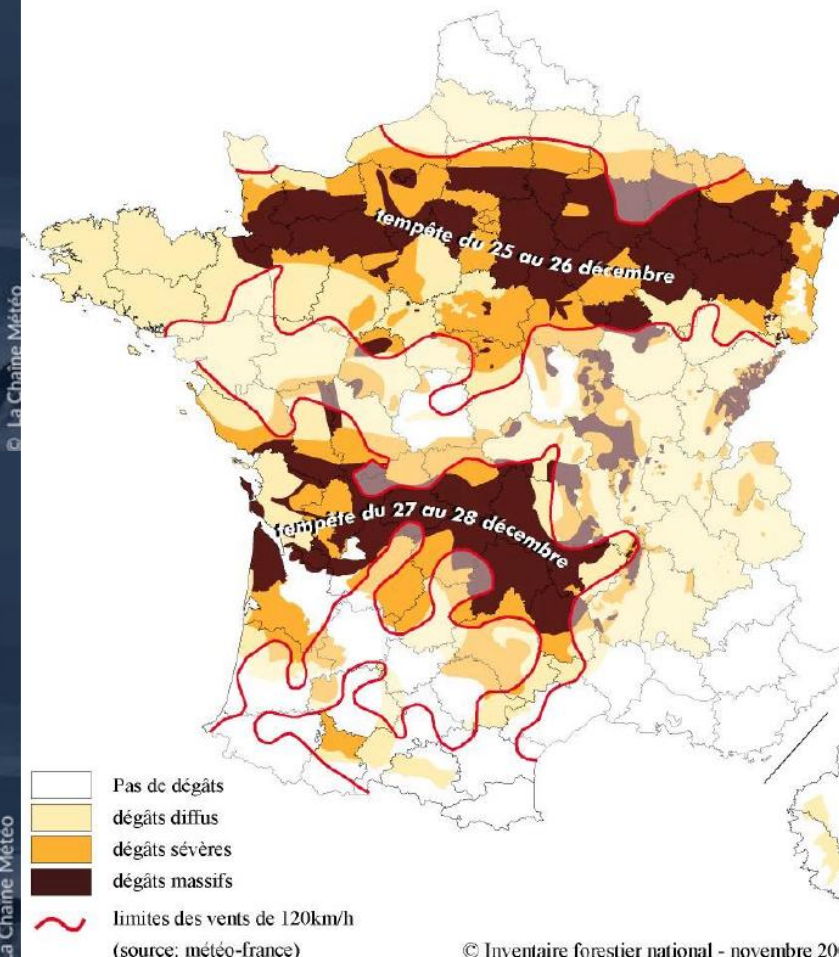 tempête du 25 au 26 décembre
tempête du 27 au 28 décembre
Pas de dégâts
dégâts diffus
dégâts sévères
dégâts massifs
limites des vents de 120km/h
(source: météo-france)
© Inventaire forestier national - novembre 20
© La Chaîne Météo
La Chaîne Météo